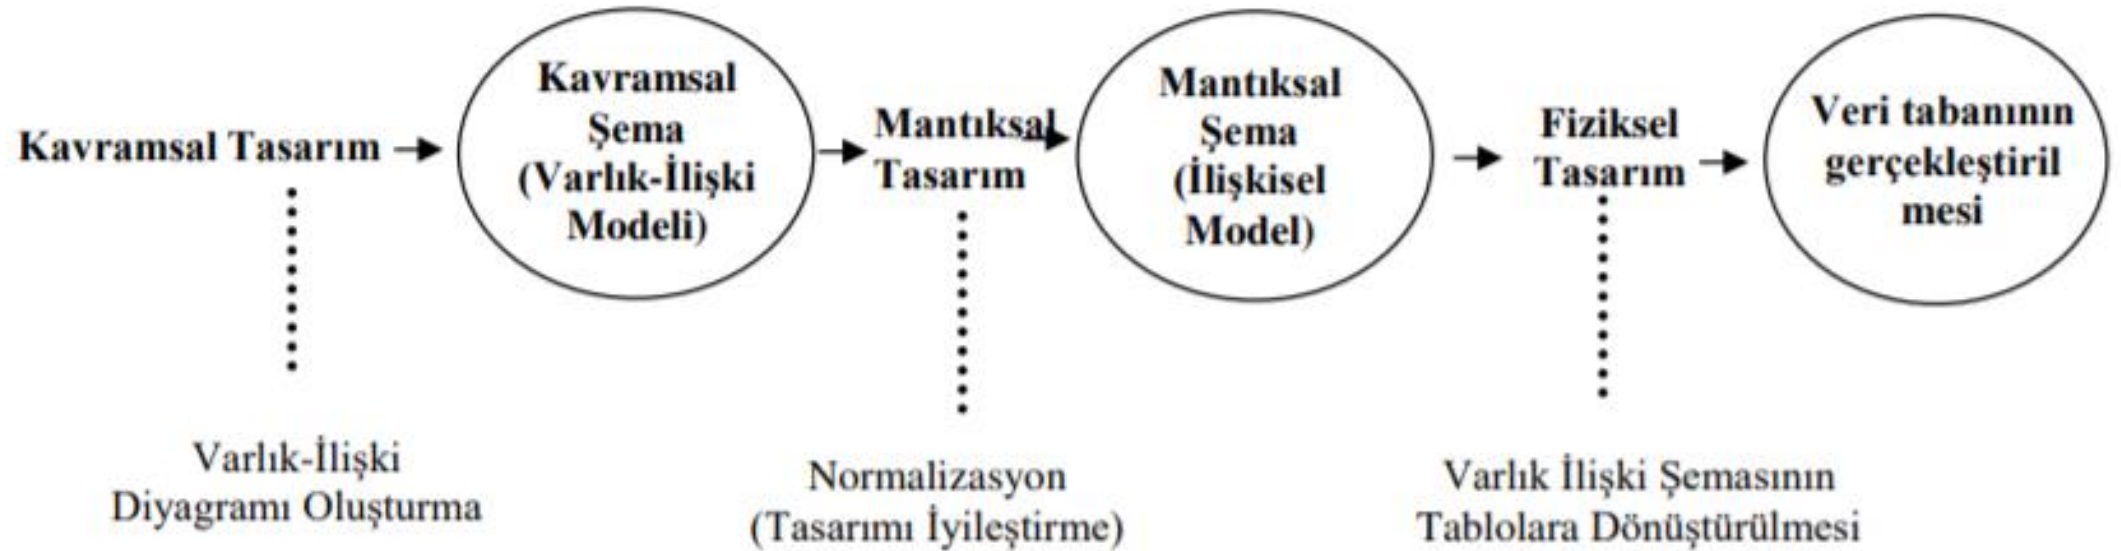 Kavramsal Tasarım
Kavramsal
Şema
(Varlık-İlişki
Modeli)
Mantıksal
Tasarım
Mantıksal
Şema
(İlişkisel
Model)
Fiziksel
Tasarım
Veri tabanının
gerçekleştiril
mesi
Varlık-İlişki
Diyagramı Oluşturma
Normalizasyon
(Tasarımı İyileştirme)
Varlık İlişki Şemasının
Tablolara Dönüştürülmesi